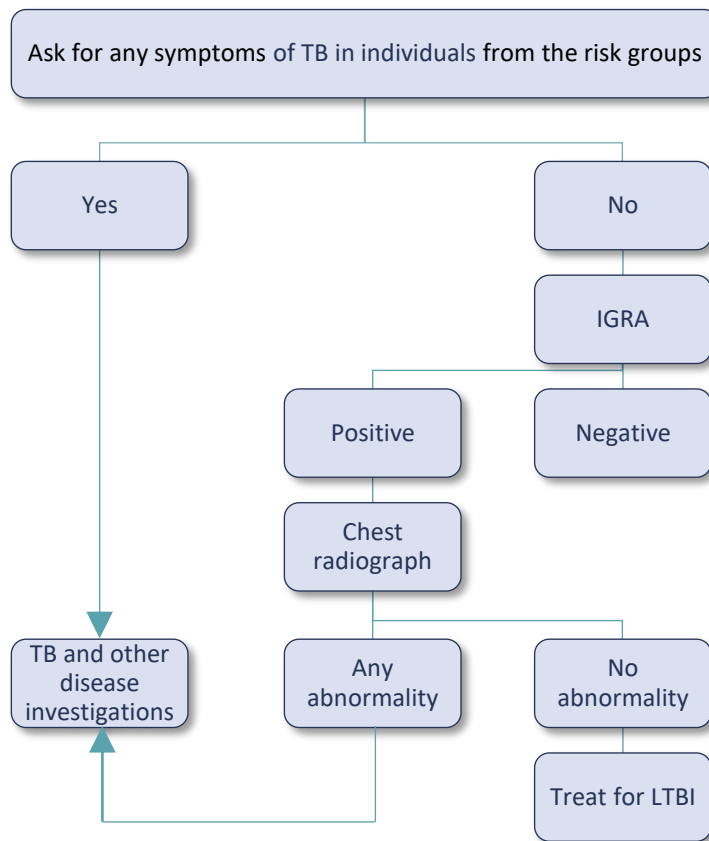 Ask for any symptoms of TB in individuals from the risk groups
Yes
No
IGRA
Positive
Negative
Chest
radiograph
TB and other
disease
investigations
Any
abnormality
No
abnormality
Treat for LTBI